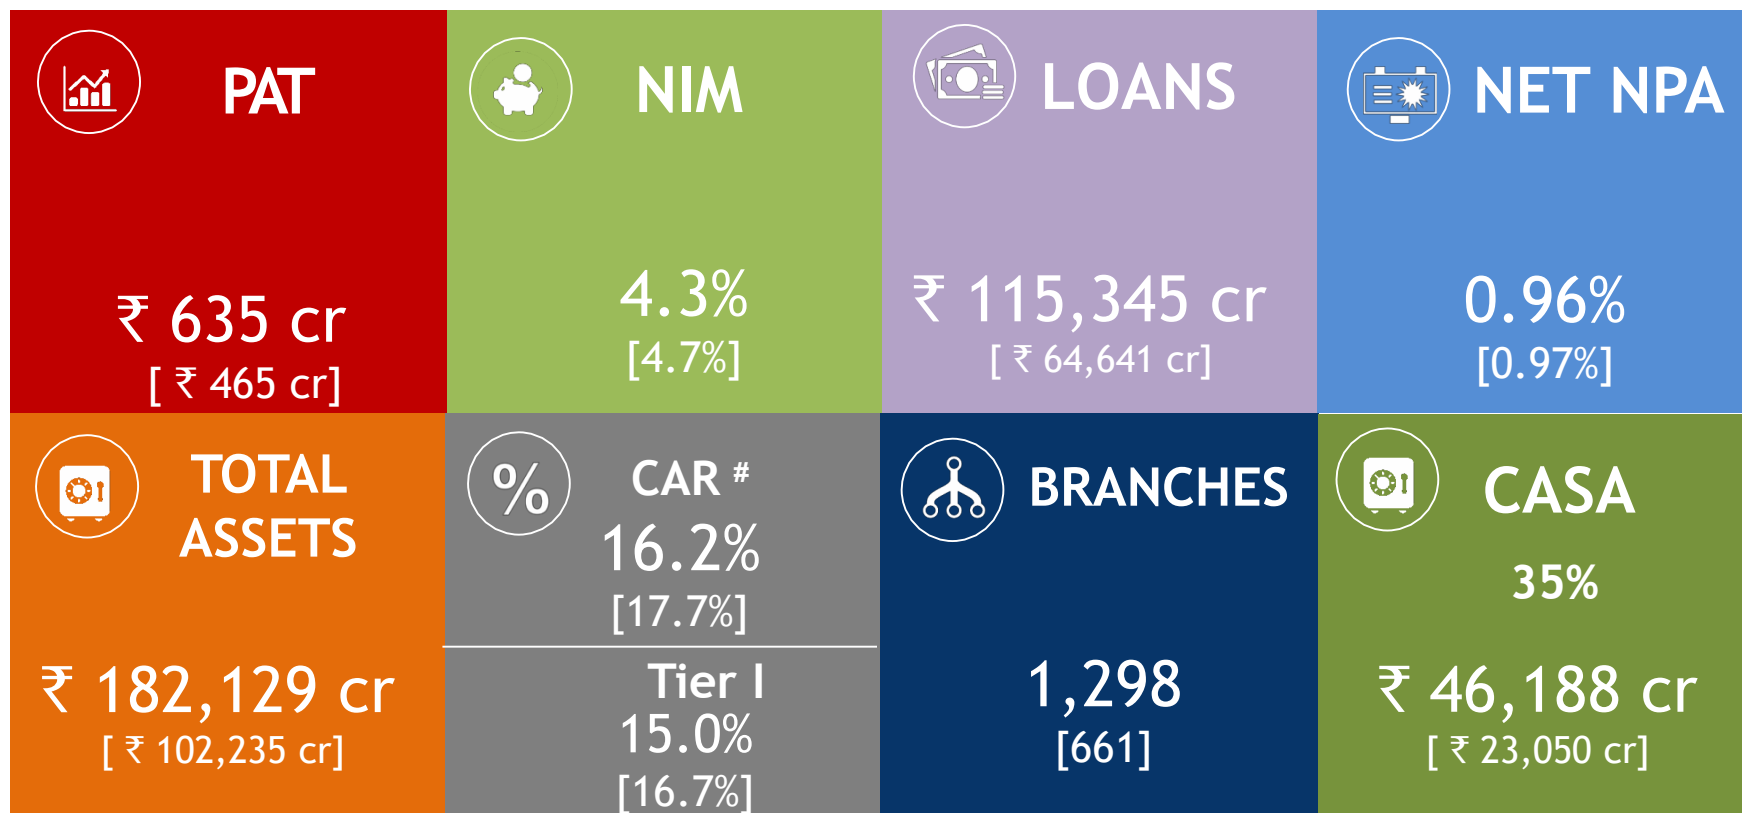 PAT
₹ 635 cr
[ ₹ 465 cr]
NIM
4.3%
[4.7%]
LOANS
₹ 115,345 cr
[ ₹ 64,641 cr]
NET NPA
0.96%
[0.97%]
TOTAL
ASSETS
₹ 182,129 cr
[ ₹ 102,235 cr]
%
CAR #
16.2%
[17.7%]
Tier I
15.0%
[16.7%]
BRANCHES
1,298
[661]
CASA
35%
₹ 46,188 cr
[ ₹ 23,050 cr]